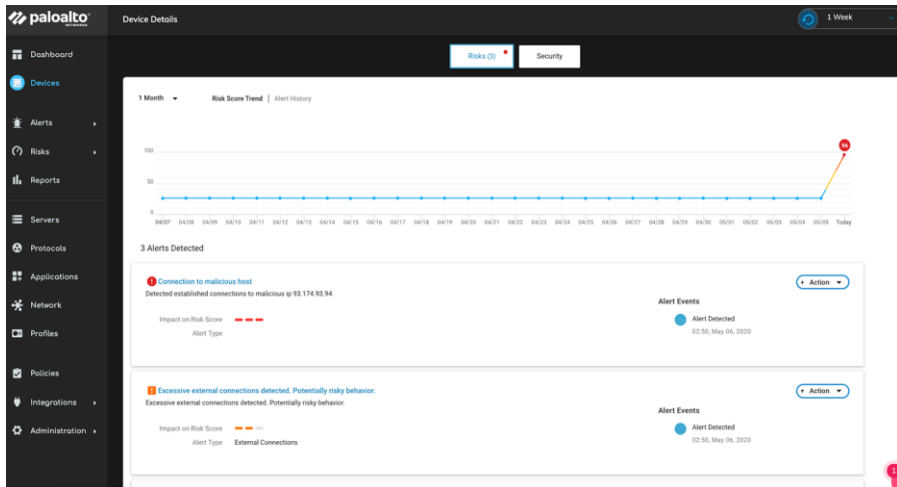 paloalto
NETWORKS
Device Details
1 Week
Dashboard
Devices
Alerts
Risks
Reports
Servers
Protocols
Applications
Network
Profiles
Policies
Integrations
Administration
Risks (3)
Security
1 Month
Risk Score Trend | Alert History
100
50
0
96
04/07 04/08 04/09 04/10 04/11 04/12 04/13 04/14 04/15 04/16 04/17 04/18 04/19 04/20 04/21 04/22 04/23 04/24 04/25 04/26 04/27 04/28 04/29 04/30 05/01 05/02 05/03 05/04 05/05 Today
3 Alerts Detected
Connection to malicious host
Detected established connections to malicious ip 93.174.93.94
Impact on Risk Score
Alert Type
+ Action
Alert Events
Alert Detected
02:50, May 06, 2020
Excessive external connections detected. Potentially risky behavior.
Excessive external connections detected. Potentially risky behavior.
Impact on Risk Score
Alert Type External Connections
+ Action
Alert Events
Alert Detected
02:50, May 06, 2020
1